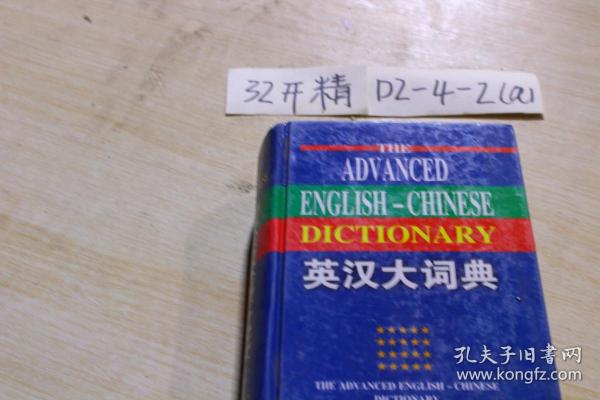 32开精 D2-4-2(a)
THE
ADVANCED
ENGLISH-CHINESE
DICTIONARY
英汉大词典
THE ADVANCED ENGLISH-CHINESE
DICTIONARY
孔夫子旧书网
www.kongfz.com